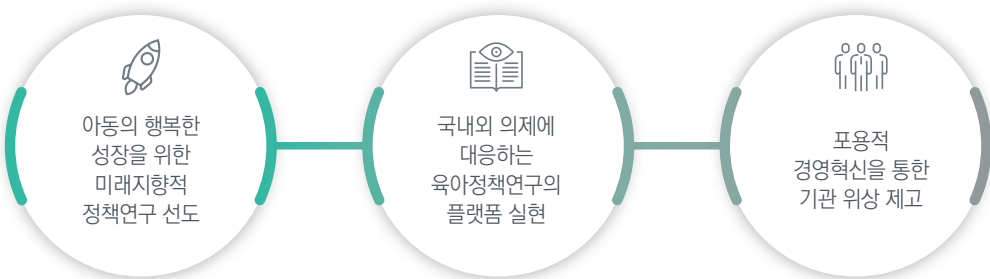 아동의 행복한
성장을 위한
미래지향적
정책연구 선도
국내외 의제에
대응하는
육아정책연구의
플랫폼 실현
포용적
경영혁신을 통한
기관 위상 제고